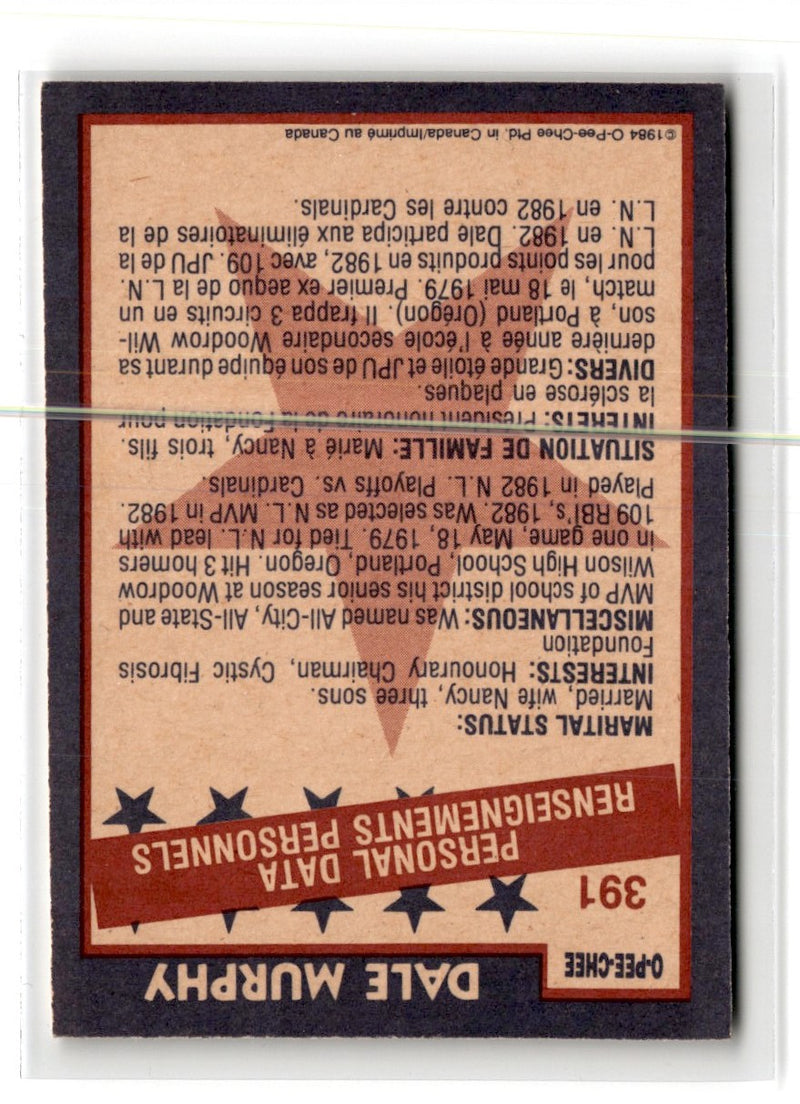 DALE MURPHY
O-PEE-CHEE
391
PERSONAL DATA
RENSEIGNEMENTS PERSONNELS
MARITAL STATUS:
Married, wife, Nancy, three sons.
INTERESTS: Honourary Chairman, Cystic Fibrosis
Foundation
MISCELLANEOUS: Was named All-City, All-State and
MVP of school district his senior season at Woodrow
Wilson High School, Portland, Oregon. Hit 3 homers
in one game, May 18, 1979. Tied for N.L. lead with
109 RBI's, 1982. Was selected as N.L. MVP in 1982.
Played in 1982 N.L. Playoffs vs. Cardinals.
SITUATION DE FAMILLE: Marié à Nancy, trois fils.
INTERETS: Président honoraire de la Fondation pour
la sclérose en plaques.
DIVERS: Grande étoile et JPU de son équipe durant sa
dernière année à l'école secondaire Woodrow Wil-
son, à Portland (Orégon). Il frappa 3 circuits en un
match, le 18 mai 1979. Premier ex aequo de la L.N.
pour les points produits en 1982, avec 109. JPU de la
L.N. en 1982. Dale participa aux éliminatoires de la
L.N. en 1982 contre les Cardinals.
©1984 O-Pee-Chee Ptd. in Canada/Imprimé au Canada